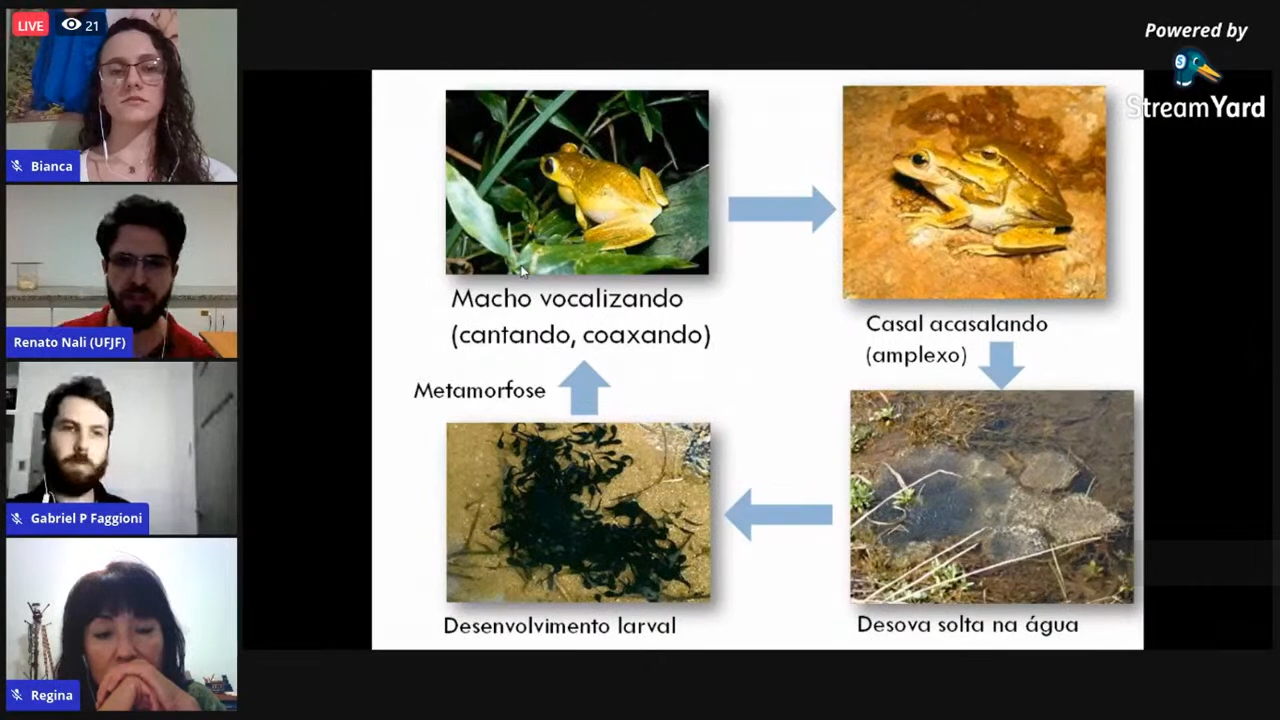 LIVE 21
Bianca
Renato Nali (UFJF)
Gabriel P Faggioni
Regina
Powered by
StreamYard
Macho vocalizando
(cantando, coaxando)
Casal acasalando
(amplexo)
Metamorfose
Desenvolvimento larval
Desova solta na água